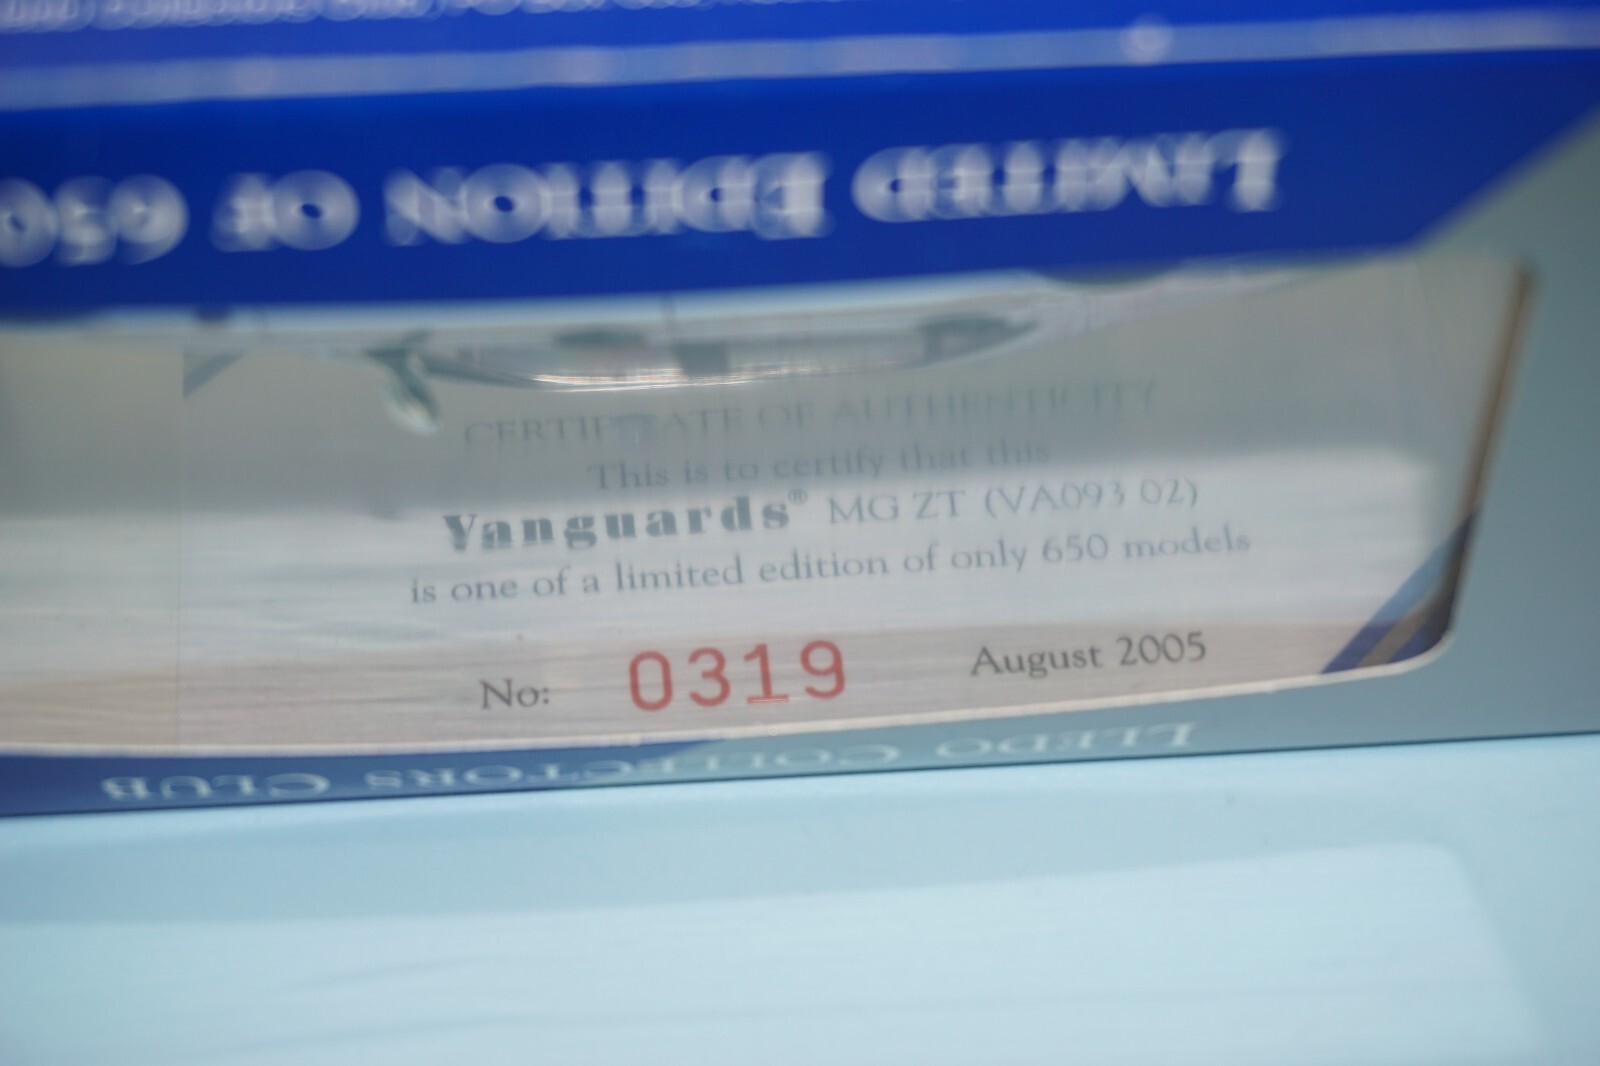 LIMITED EDITION OF 650
CERTIFICATE OF AUTHENTICITY
This is to certify that this
Vanguards® MG ZT (VA093 02)
is one of a limited edition of only 650 models
No: 0319 August 2005
LLEDO COLLECTORS CLUB